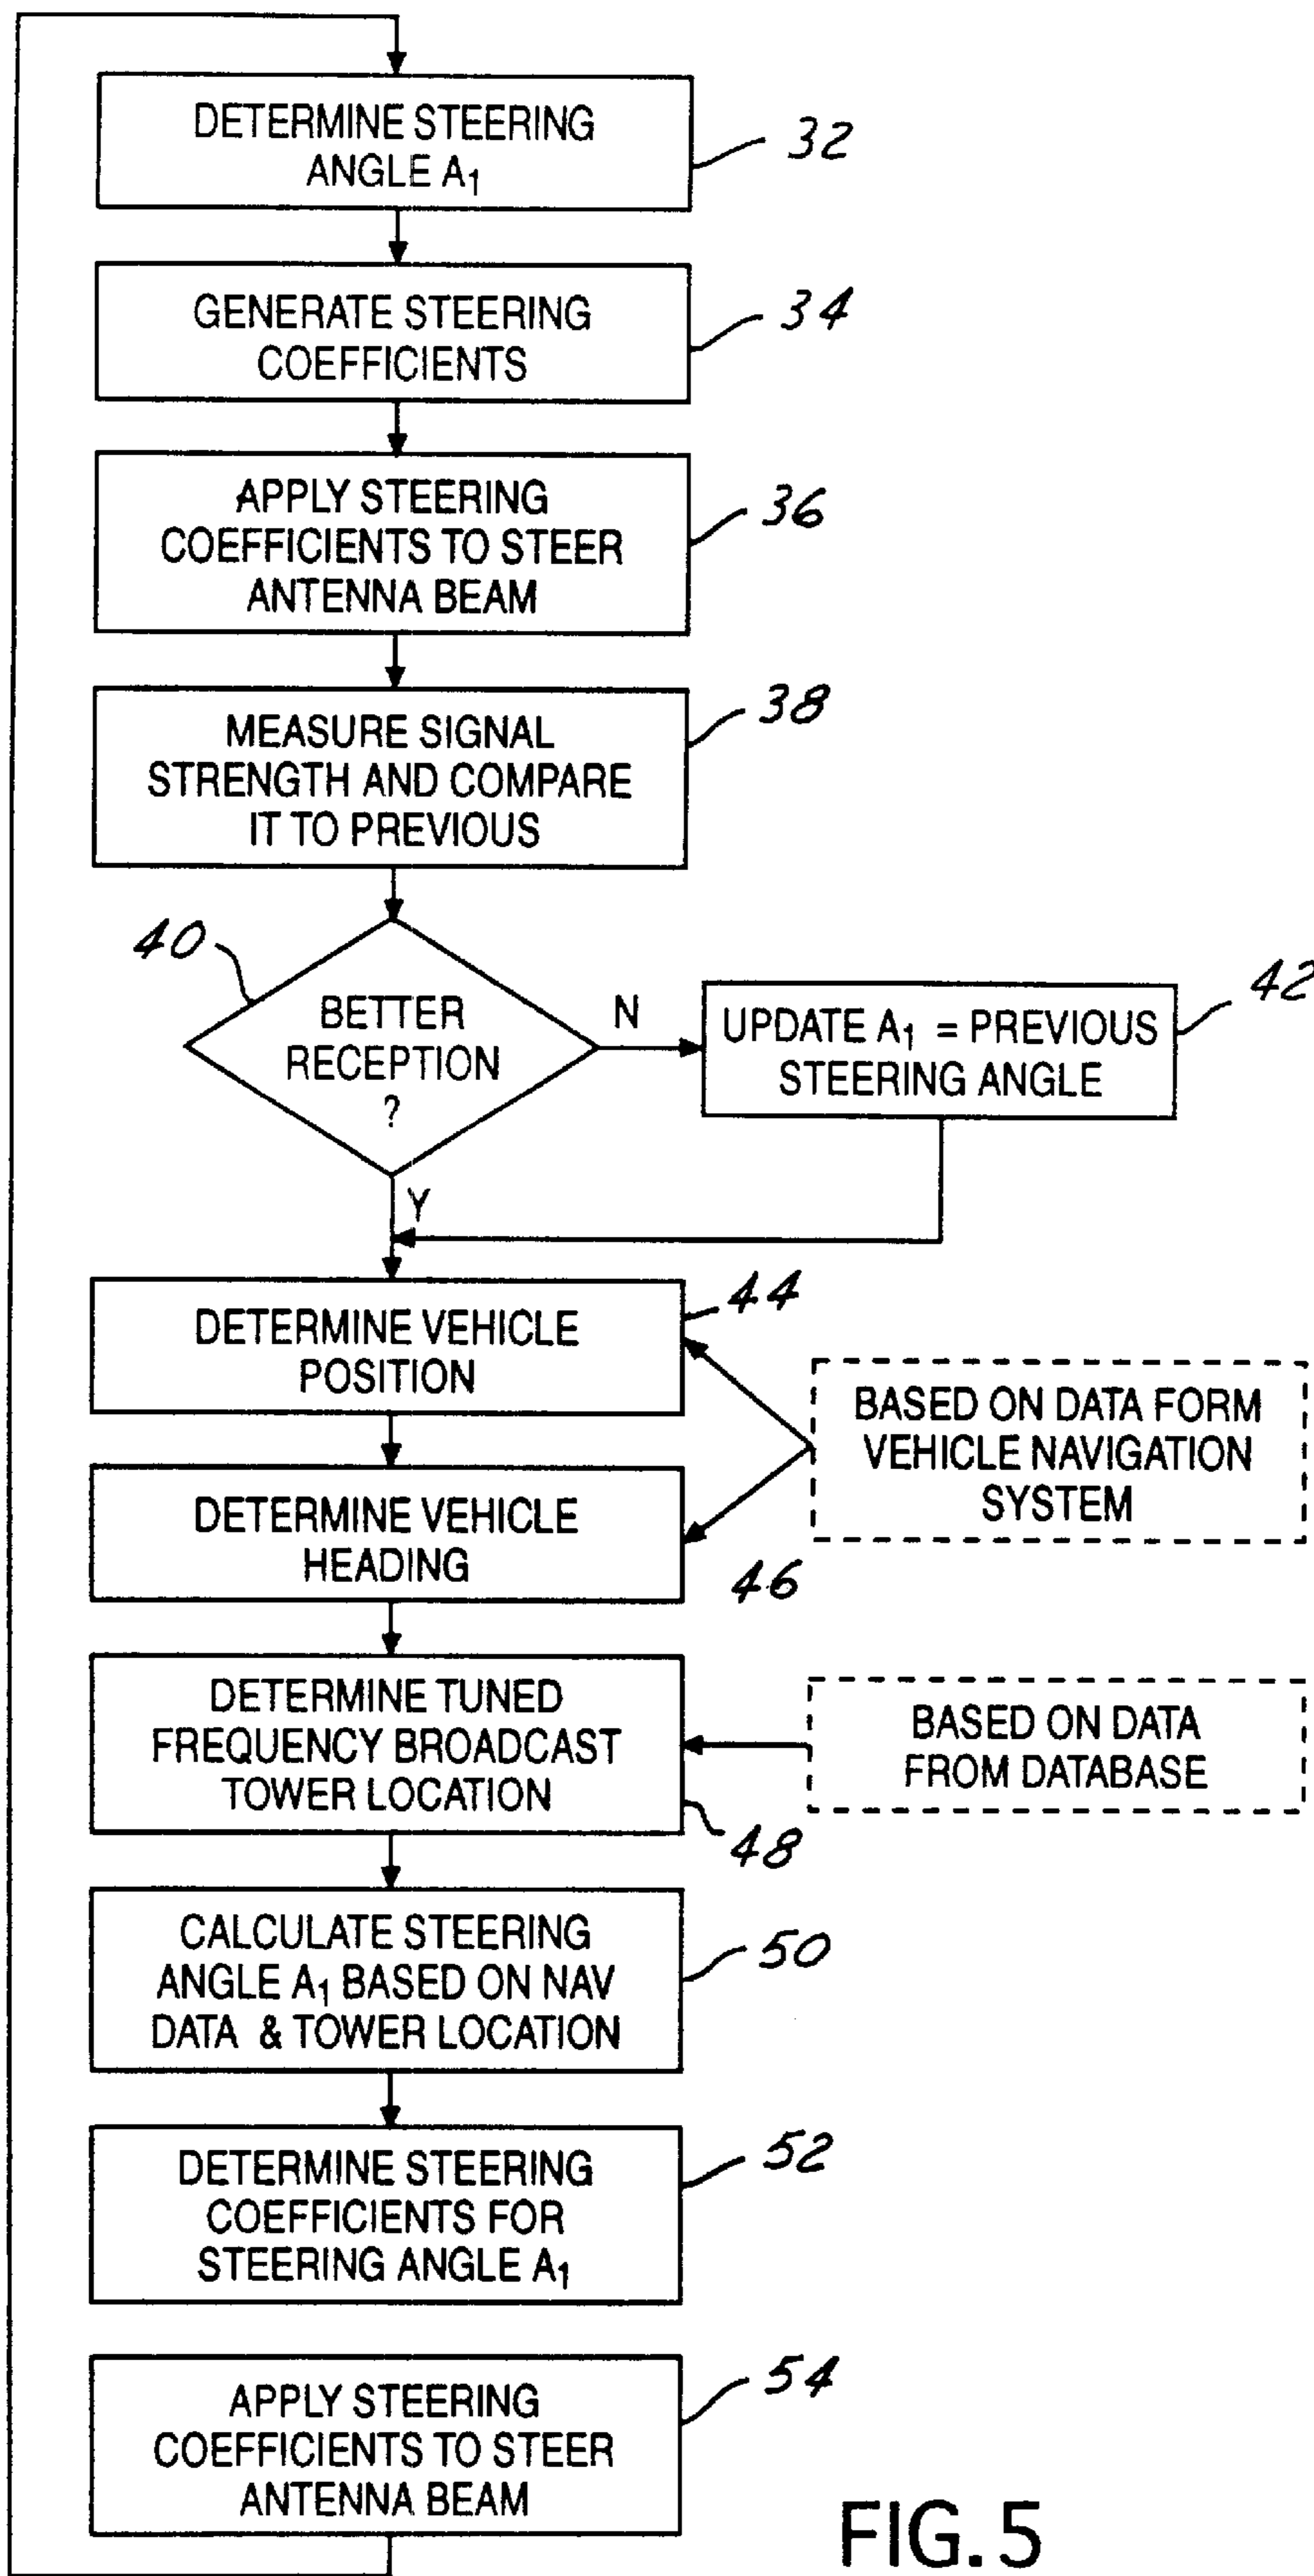 DETERMINE STEERING
ANGLE A1
32
GENERATE STEERING
COEFFICIENTS
34
APPLY STEERING
COEFFICIENTS TO STEER
ANTENNA BEAM
36
MEASURE SIGNAL
STRENGTH AND COMPARE
IT TO PREVIOUS
38
40
BETTER
RECEPTION
?
N
UPDATE A1 = PREVIOUS
STEERING ANGLE
42
Y
DETERMINE VEHICLE
POSITION
44
BASED ON DATA FORM
VEHICLE NAVIGATION
SYSTEM
DETERMINE VEHICLE
HEADING
46
DETERMINE TUNED
FREQUENCY BROADCAST
TOWER LOCATION
48
BASED ON DATA
FROM DATABASE
CALCULATE STEERING
ANGLE A1 BASED ON NAV
DATA & TOWER LOCATION
50
DETERMINE STEERING
COEFFICIENTS FOR
STEERING ANGLE A1
52
APPLY STEERING
COEFFICIENTS TO STEER
ANTENNA BEAM
54
FIG. 5